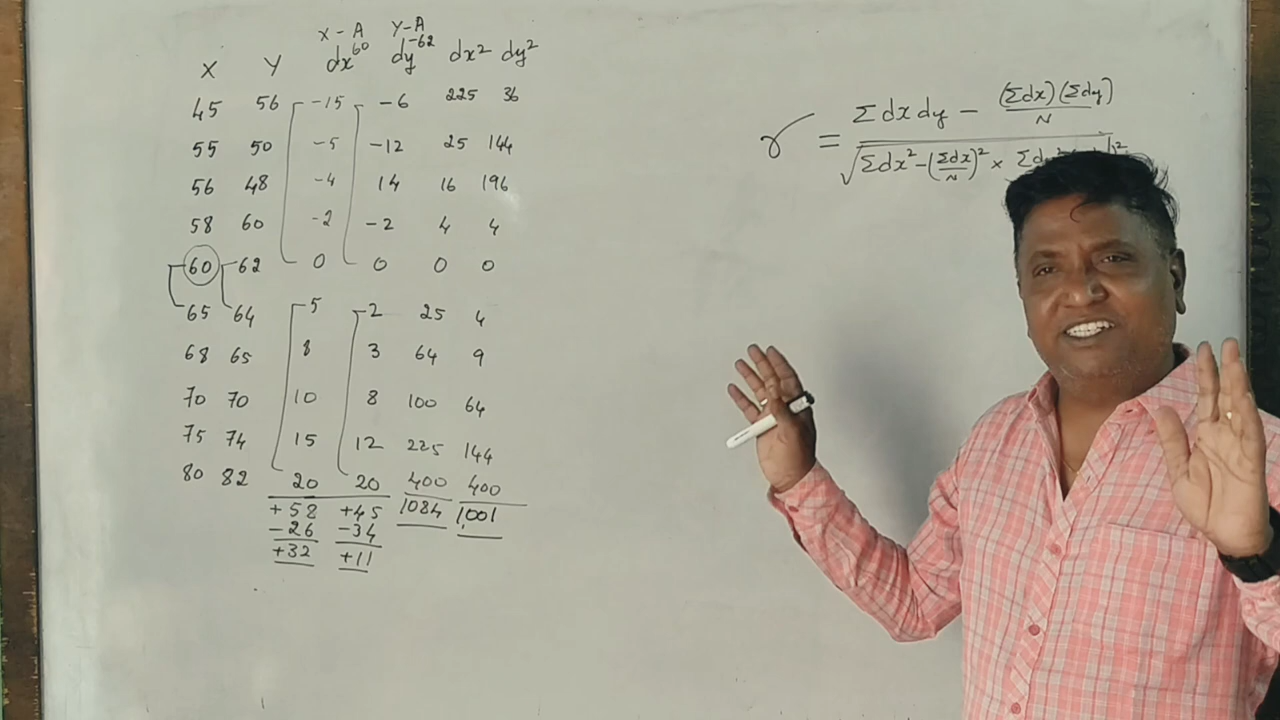 X - A Y - A
X Y dx⁶⁰ dy⁻⁶² dx² dy²
45 56 -15 -6 225 36
55 50 -5 -12 25 144
56 48 -4 14 16 196
58 60 -2 -2 4 4
60 62 0 0 0 0
65 64 5 2 25 4
68 65 8 3 64 9
70 70 10 8 100 64
75 74 15 12 225 144
80 82 20 20 400 400
+58 +45 1084 1001
-26 -34
+32 +11
r = Σdxdy - (Σdx)(Σdy)
N
√Σdx² - (Σdx/N)² ×